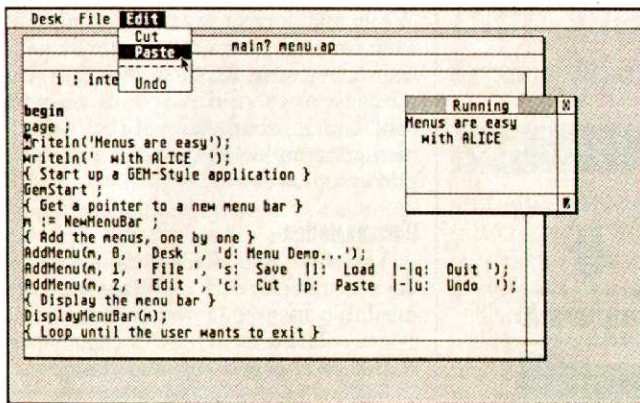 Desk File Edit
Cut
Paste
Undo
main? menu.ap
i : inte
begin
page ;
writeln('Menus are easy');
writeln('  with ALICE  ');
{ Start up a GEM-Style application }
GemStart ;
{ Get a pointer to a new menu bar }
m := NewMenuBar ;
{ Add the menus, one by one }
AddMenu(m, 0, ' Desk ', 'd: Menu Demo...');
AddMenu(m, 1, ' File ', 's: Save |l: Load |-|q: Quit ');
AddMenu(m, 2, ' Edit ', 'c: Cut |p: Paste |-|u: Undo ');
{ Display the menu bar }
DisplayMenuBar(m);
{ Loop until the user wants to exit }
Running
Menus are easy
with ALICE